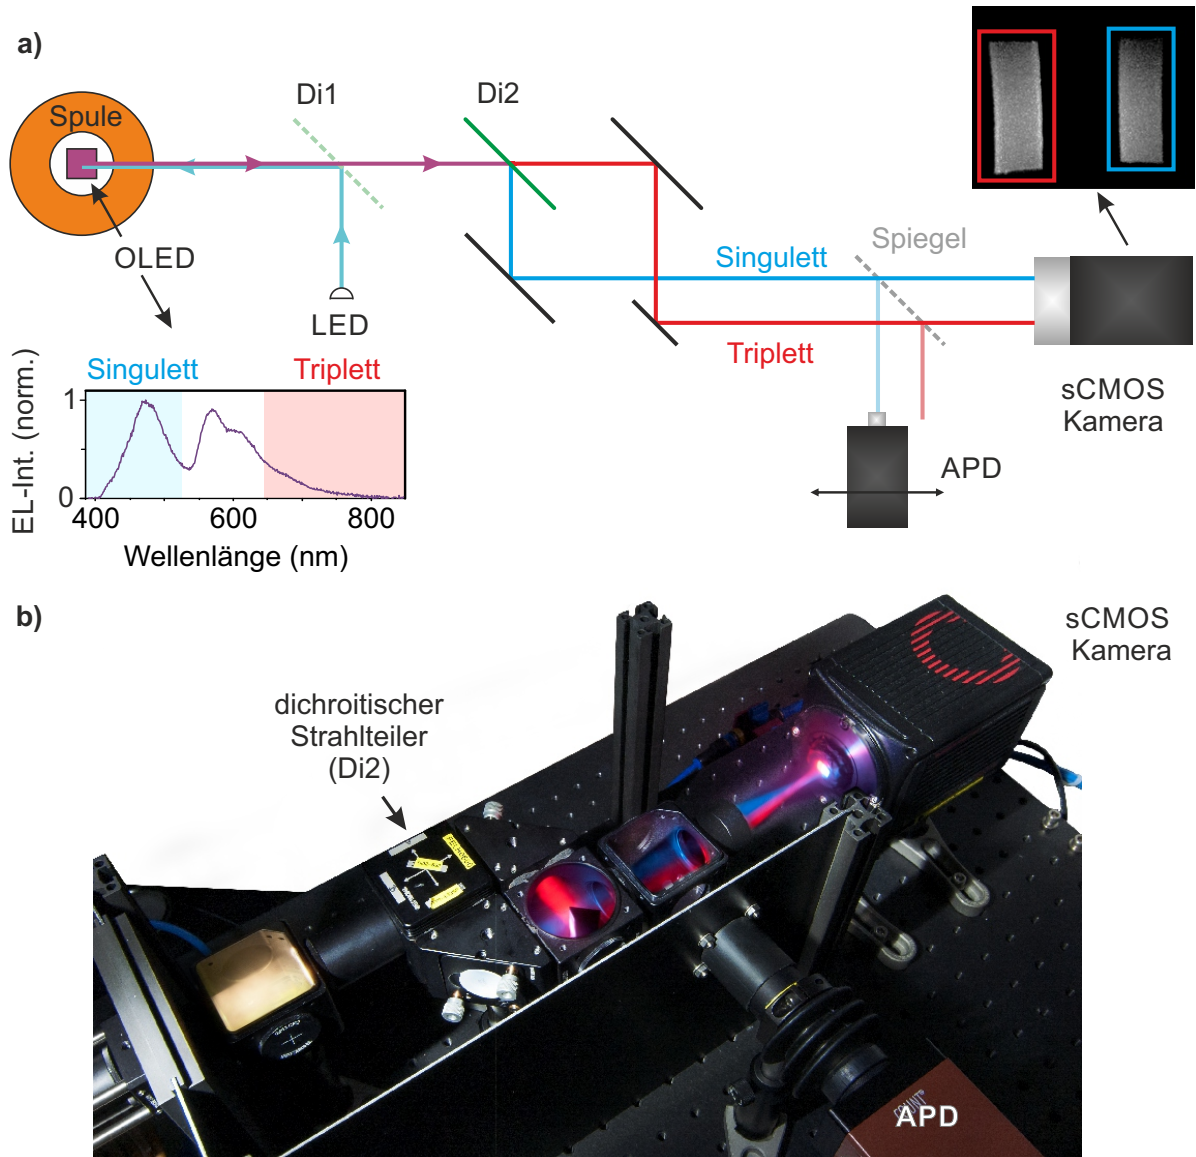 a)
Spule
Di1
Di2
OLED
LED
Singulett
Triplett
Spiegel
sCMOS
Kamera
APD
Singulett
Triplett
EL-Int. (norm.)
1
0
400
600
800
Wellenlänge (nm)
b)
dichroitischer
Strahlteiler
(Di2)
sCMOS
Kamera
COUNT
APD